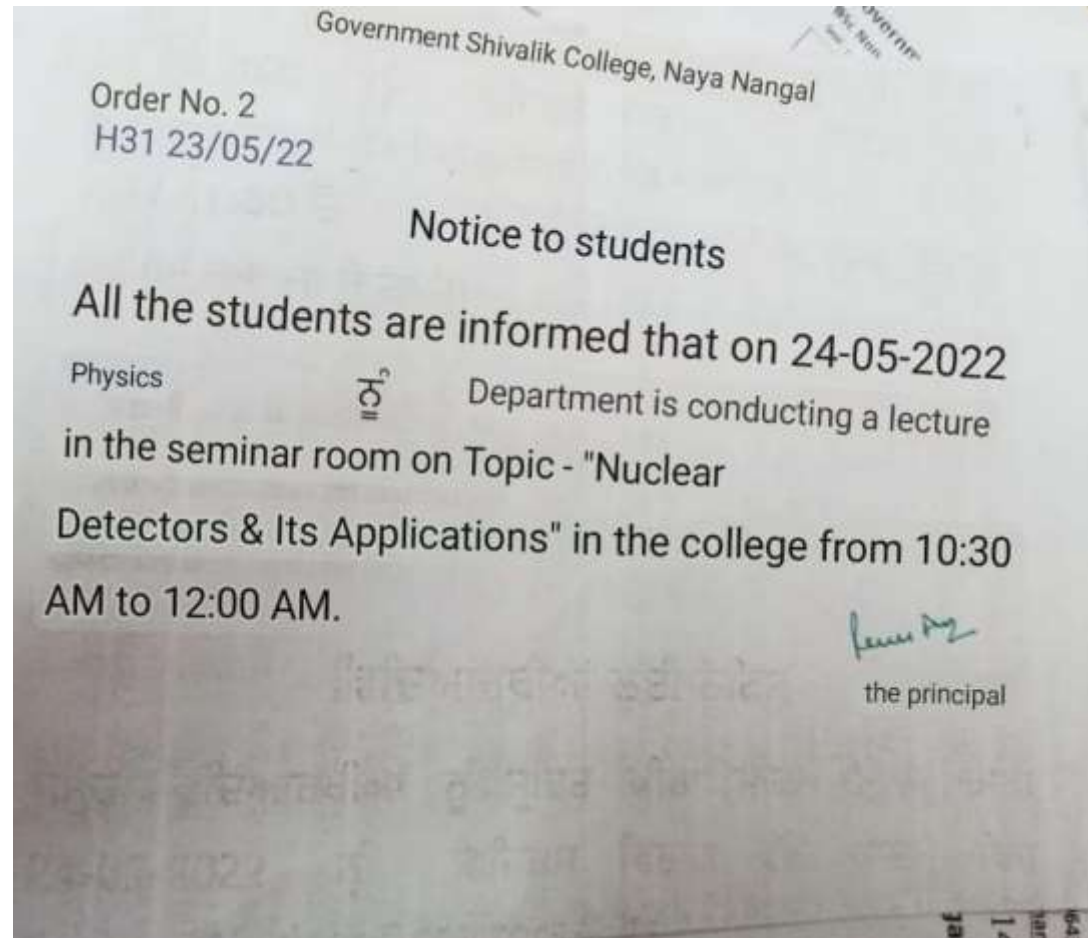 Government Shivalik College, Naya Nangal
Order No. 2
H31 23/05/22
Notice to students
All the students are informed that on 24-05-2022
Physics Department is conducting a lecture
in the seminar room on Topic - "Nuclear
Detectors & Its Applications" in the college from 10:30
AM to 12:00 AM.
the principal